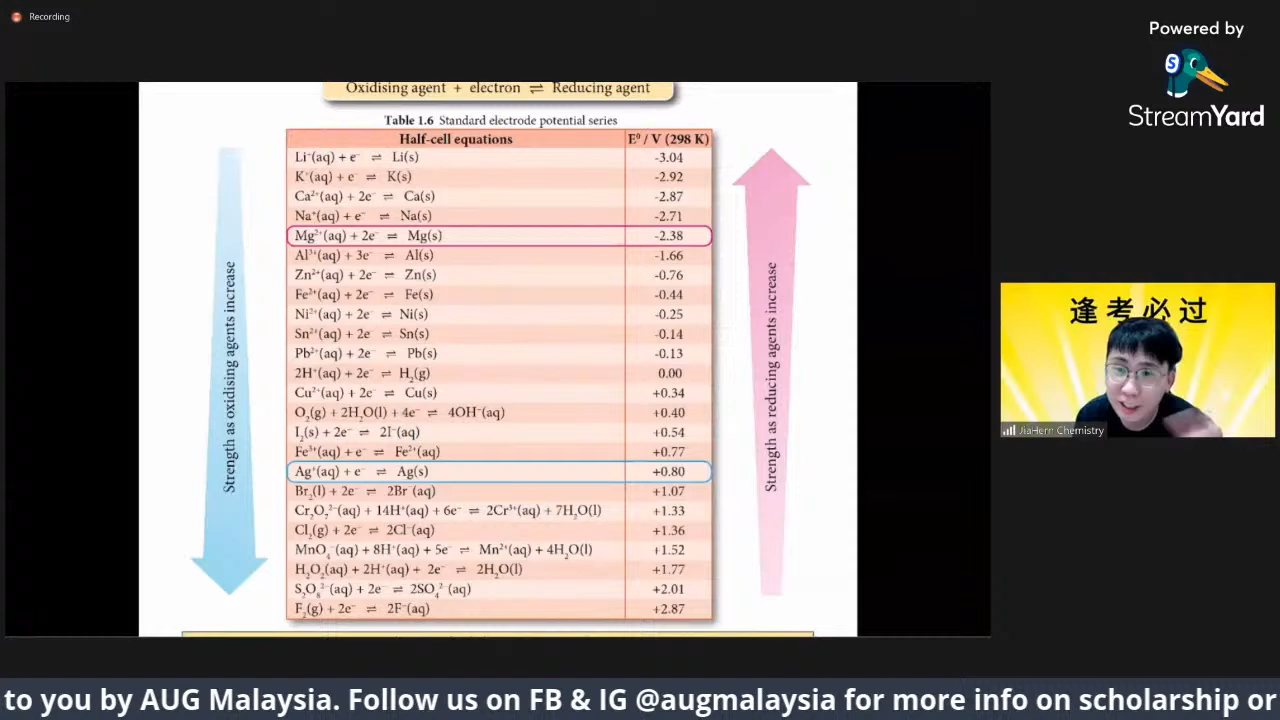 Recording
Powered by
StreamYard
Oxidising agent + electron ⇌ Reducing agent
Table 1.6 Standard electrode potential series
Half-cell equations E⁰ / V (298 K)
Li⁺(aq) + e⁻ ⇌ Li(s) -3.04
K⁺(aq) + e⁻ ⇌ K(s) -2.92
Ca²⁺(aq) + 2e⁻ ⇌ Ca(s) -2.87
Na⁺(aq) + e⁻ ⇌ Na(s) -2.71
Mg²⁺(aq) + 2e⁻ ⇌ Mg(s) -2.38
Al³⁺(aq) + 3e⁻ ⇌ Al(s) -1.66
Zn²⁺(aq) + 2e⁻ ⇌ Zn(s) -0.76
Fe²⁺(aq) + 2e⁻ ⇌ Fe(s) -0.44
Ni²⁺(aq) + 2e⁻ ⇌ Ni(s) -0.25
Sn²⁺(aq) + 2e⁻ ⇌ Sn(s) -0.14
Pb²⁺(aq) + 2e⁻ ⇌ Pb(s) -0.13
2H⁺(aq) + 2e⁻ ⇌ H₂(g) 0.00
Cu²⁺(aq) + 2e⁻ ⇌ Cu(s) +0.34
O₂(g) + 2H₂O(l) + 4e⁻ ⇌ 4OH⁻(aq) +0.40
I₂(s) + 2e⁻ ⇌ 2I⁻(aq) +0.54
Fe³⁺(aq) + e⁻ ⇌ Fe²⁺(aq) +0.77
Ag⁺(aq) + e⁻ ⇌ Ag(s) +0.80
Br₂(l) + 2e⁻ ⇌ 2Br⁻(aq) +1.07
Cr₂O₇²⁻(aq) + 14H⁺(aq) + 6e⁻ ⇌ 2Cr³⁺(aq) + 7H₂O(l) +1.33
Cl₂(g) + 2e⁻ ⇌ 2Cl⁻(aq) +1.36
MnO₄⁻(aq) + 8H⁺(aq) + 5e⁻ ⇌ Mn²⁺(aq) + 4H₂O(l) +1.52
H₂O₂(aq) + 2H⁺(aq) + 2e⁻ ⇌ 2H₂O(l) +1.77
S₂O₈²⁻(aq) + 2e⁻ ⇌ 2SO₄²⁻(aq) +2.01
F₂(g) + 2e⁻ ⇌ 2F⁻(aq) +2.87
Strength as oxidising agents increase
Strength as reducing agents increase
逢考必过
JiaHern Chemistry
to you by AUG Malaysia. Follow us on FB & IG @augmalaysia for more info on scholarship or